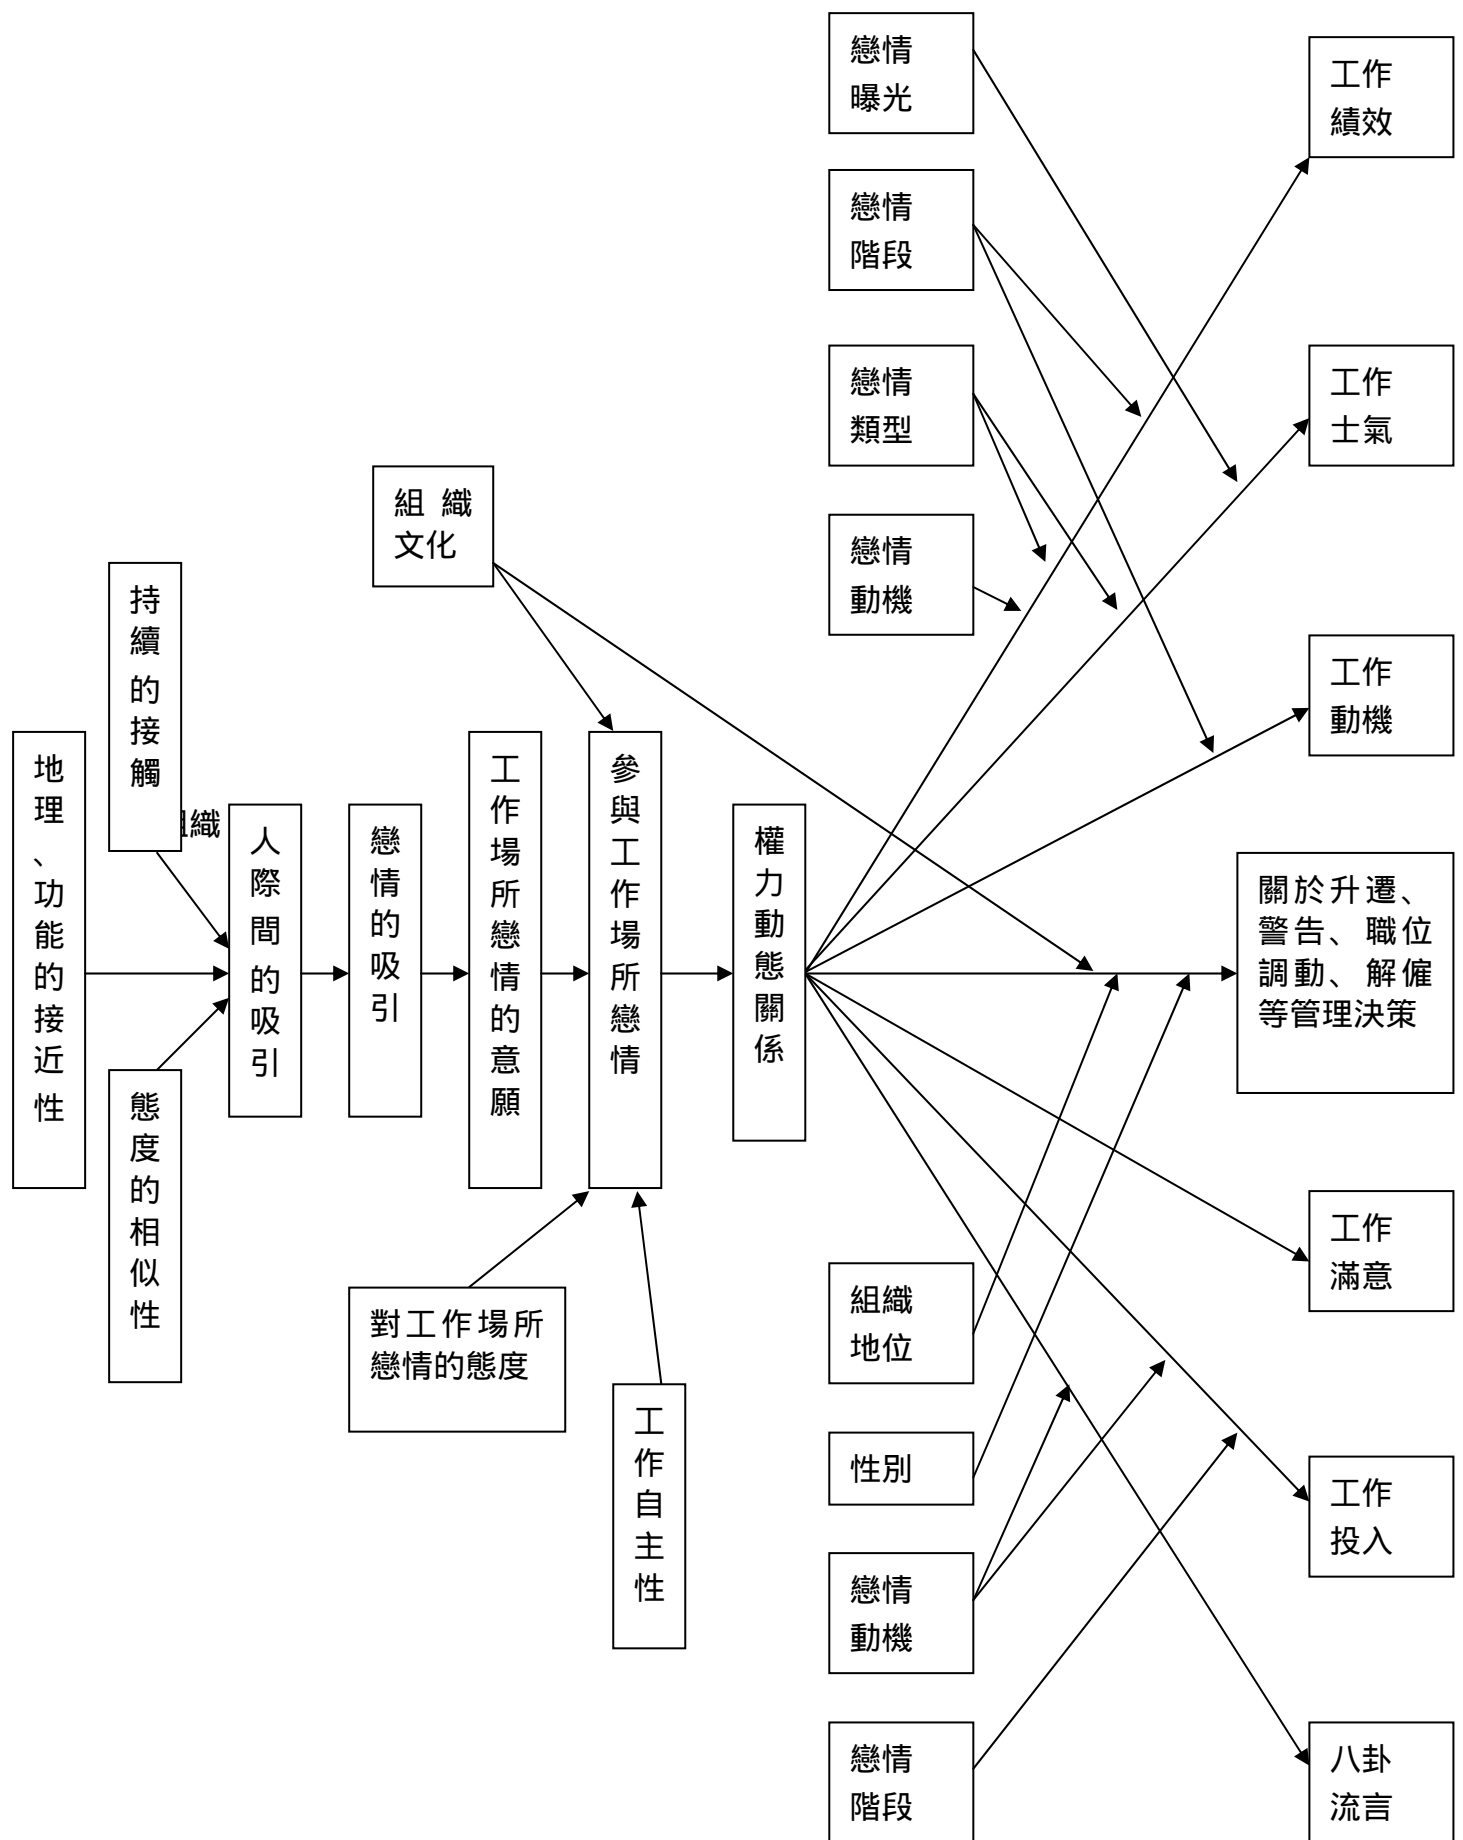 戀情
曝光
工作
績效
戀情
階段
戀情
類型
工作
士氣
組 織
文化
戀情
動機
持續的接觸
工作
動機
地理、功能的接近性
織
人際間的吸引
戀情的吸引
工作場所戀情的意願
參與工作場所戀情
權力動態關係
關於升遷、
警告、職位
調動、解僱
等管理決策
態度的相似性
工作
滿意
組織
地位
對工作場所
戀情的態度
工作自主性
性別
工作
投入
戀情
動機
戀情
階段
八卦
流言